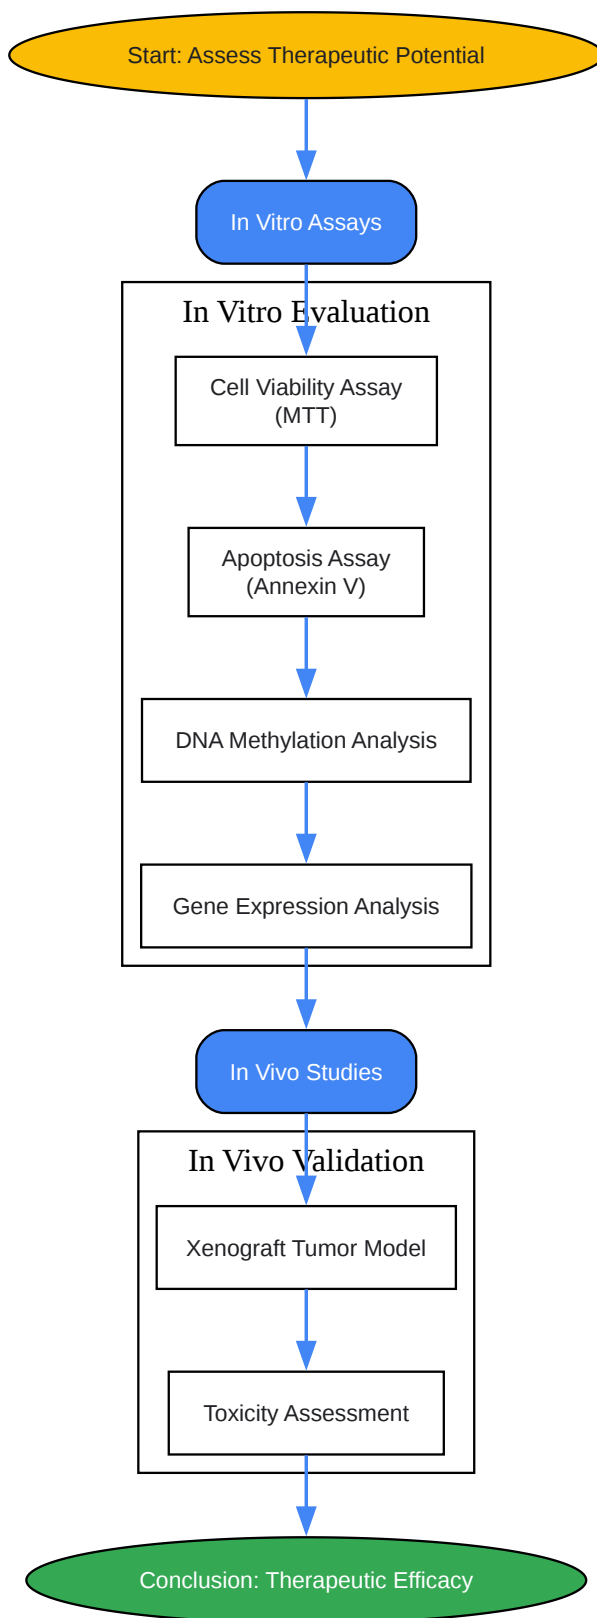 Start: Assess Therapeutic Potential
In Vitro Assays
In Vitro Evaluation
Cell Viability Assay
(MTT)
Apoptosis Assay
(Annexin V)
DNA Methylation Analysis
Gene Expression Analysis
In Vivo Studies
In Vivo Validation
Xenograft Tumor Model
Toxicity Assessment
Conclusion: Therapeutic Efficacy